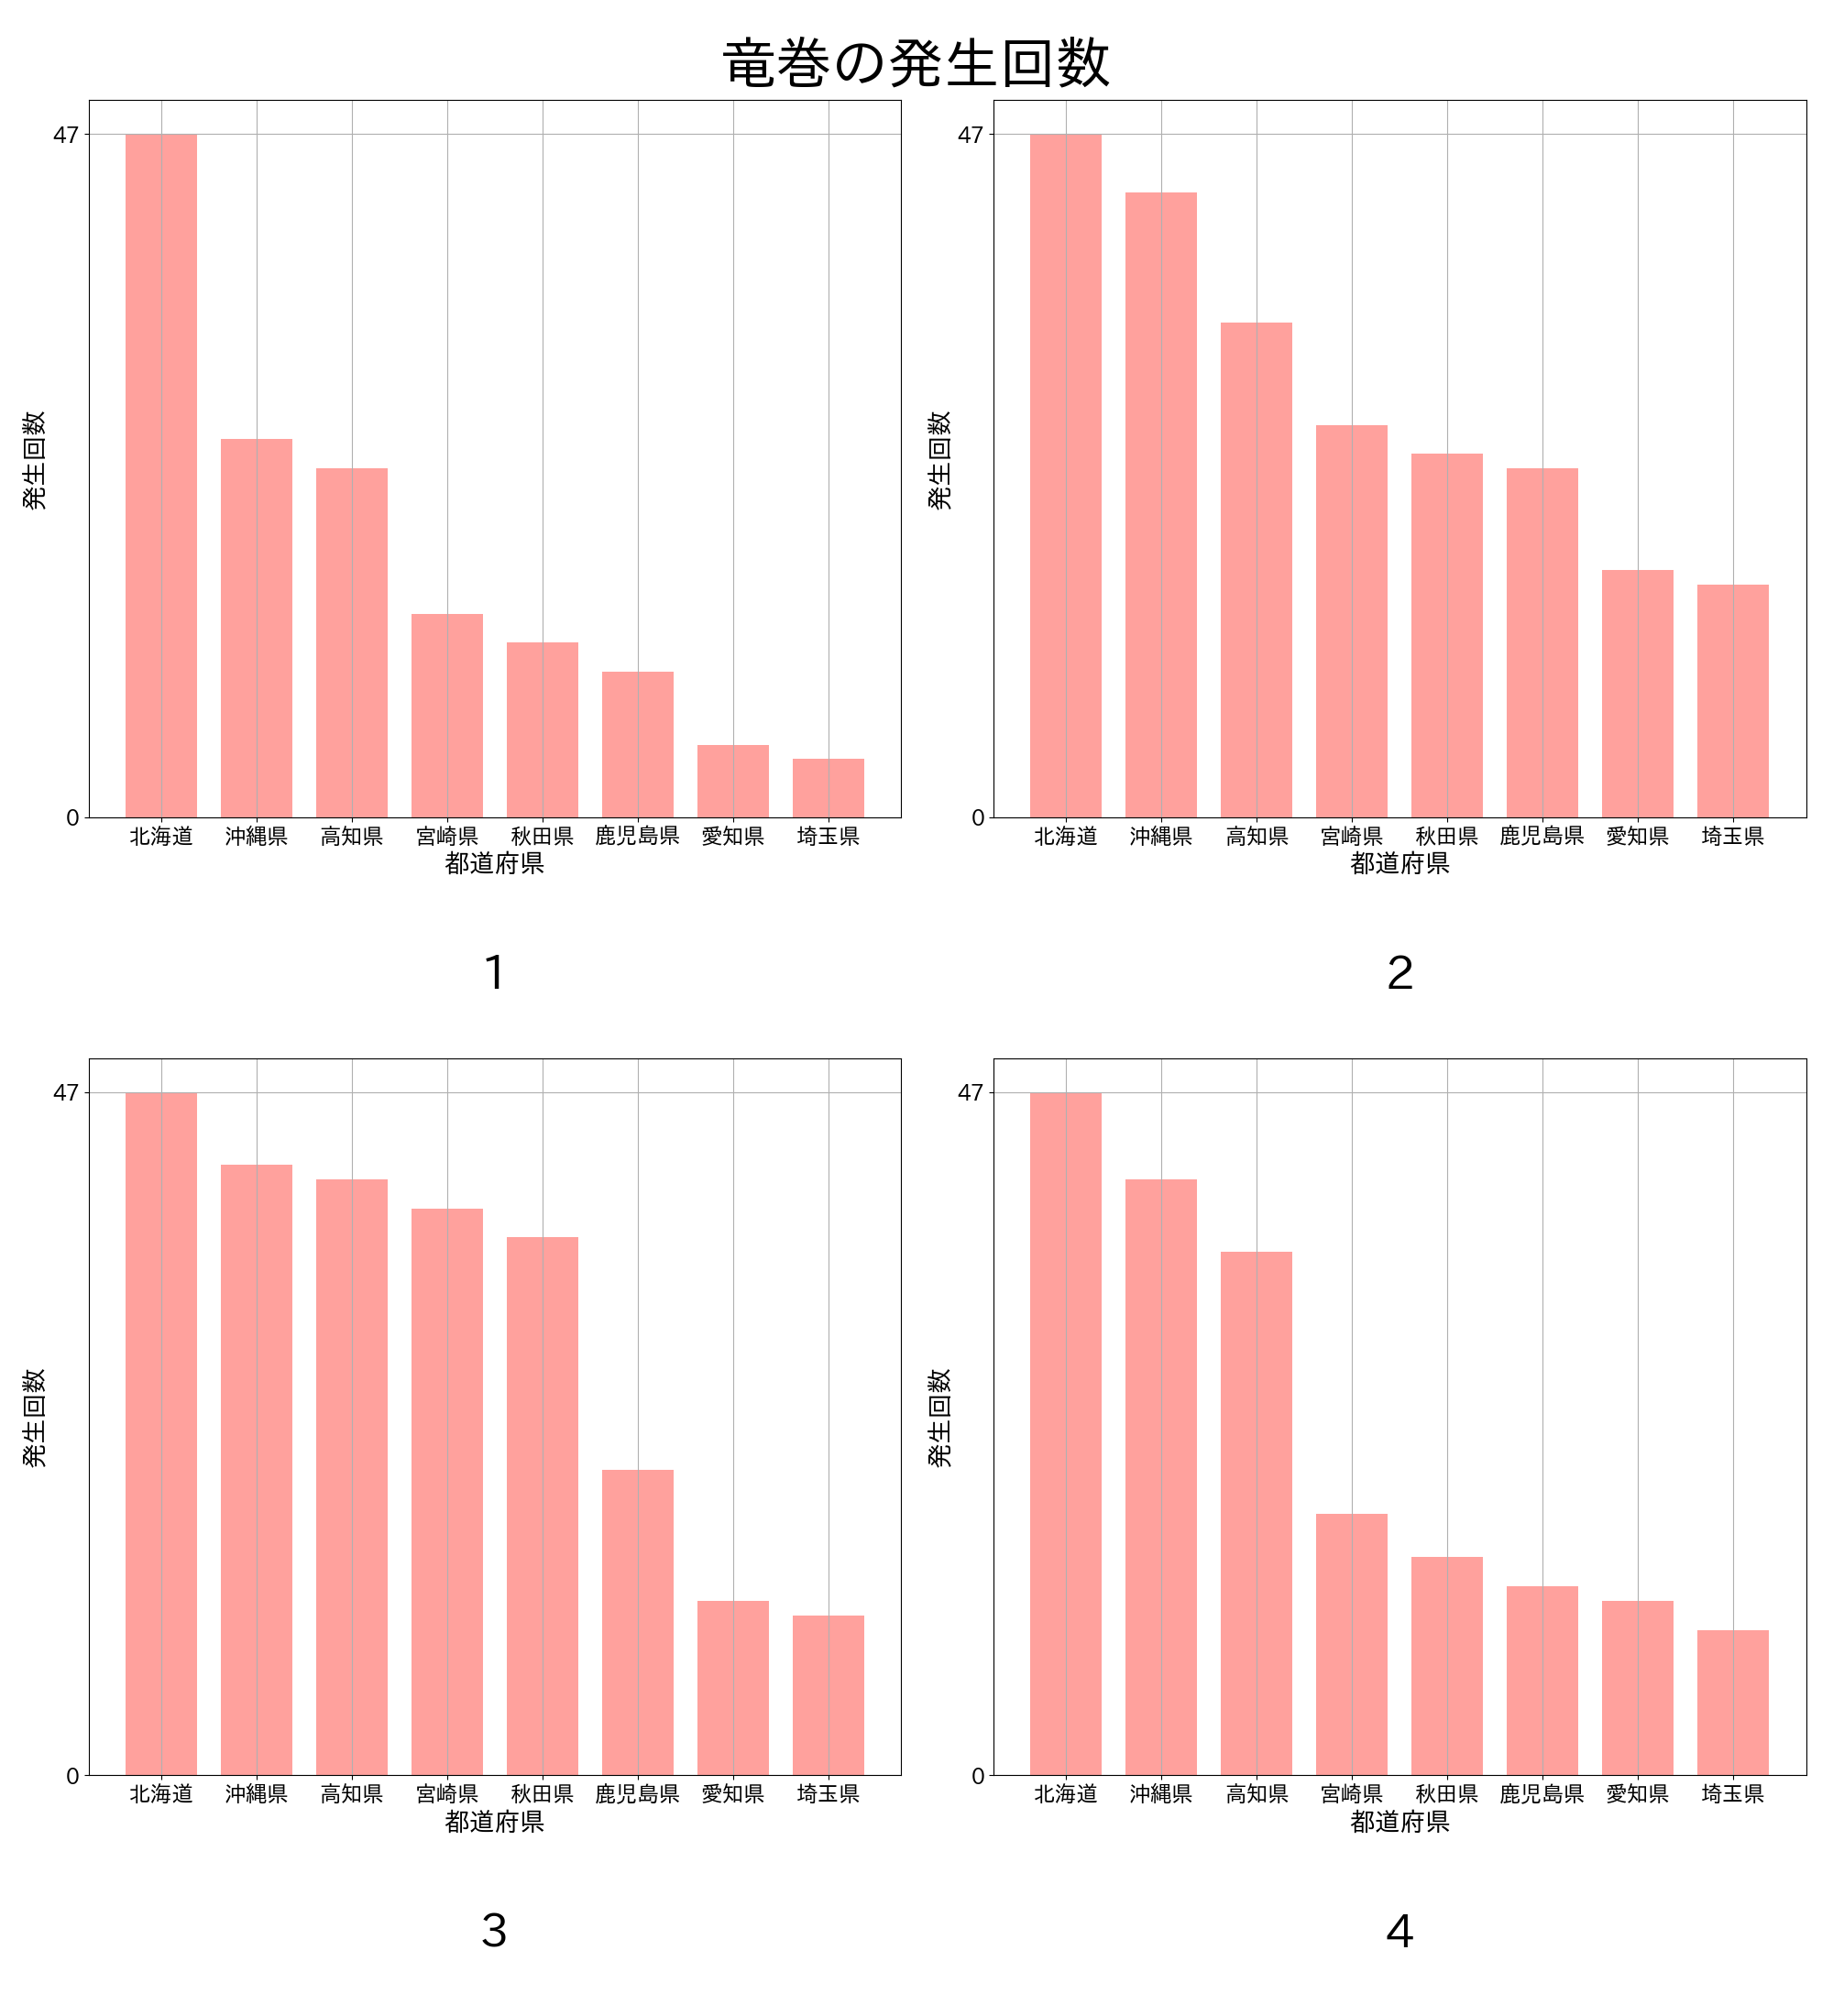 竜巻の発生回数
47
0
発生回数
北海道 沖縄県 高知県 宮崎県 秋田県 鹿児島県 愛知県 埼玉県
都道府県
1
47
0
発生回数
北海道 沖縄県 高知県 宮崎県 秋田県 鹿児島県 愛知県 埼玉県
都道府県
2
47
0
発生回数
北海道 沖縄県 高知県 宮崎県 秋田県 鹿児島県 愛知県 埼玉県
都道府県
3
47
0
発生回数
北海道 沖縄県 高知県 宮崎県 秋田県 鹿児島県 愛知県 埼玉県
都道府県
4